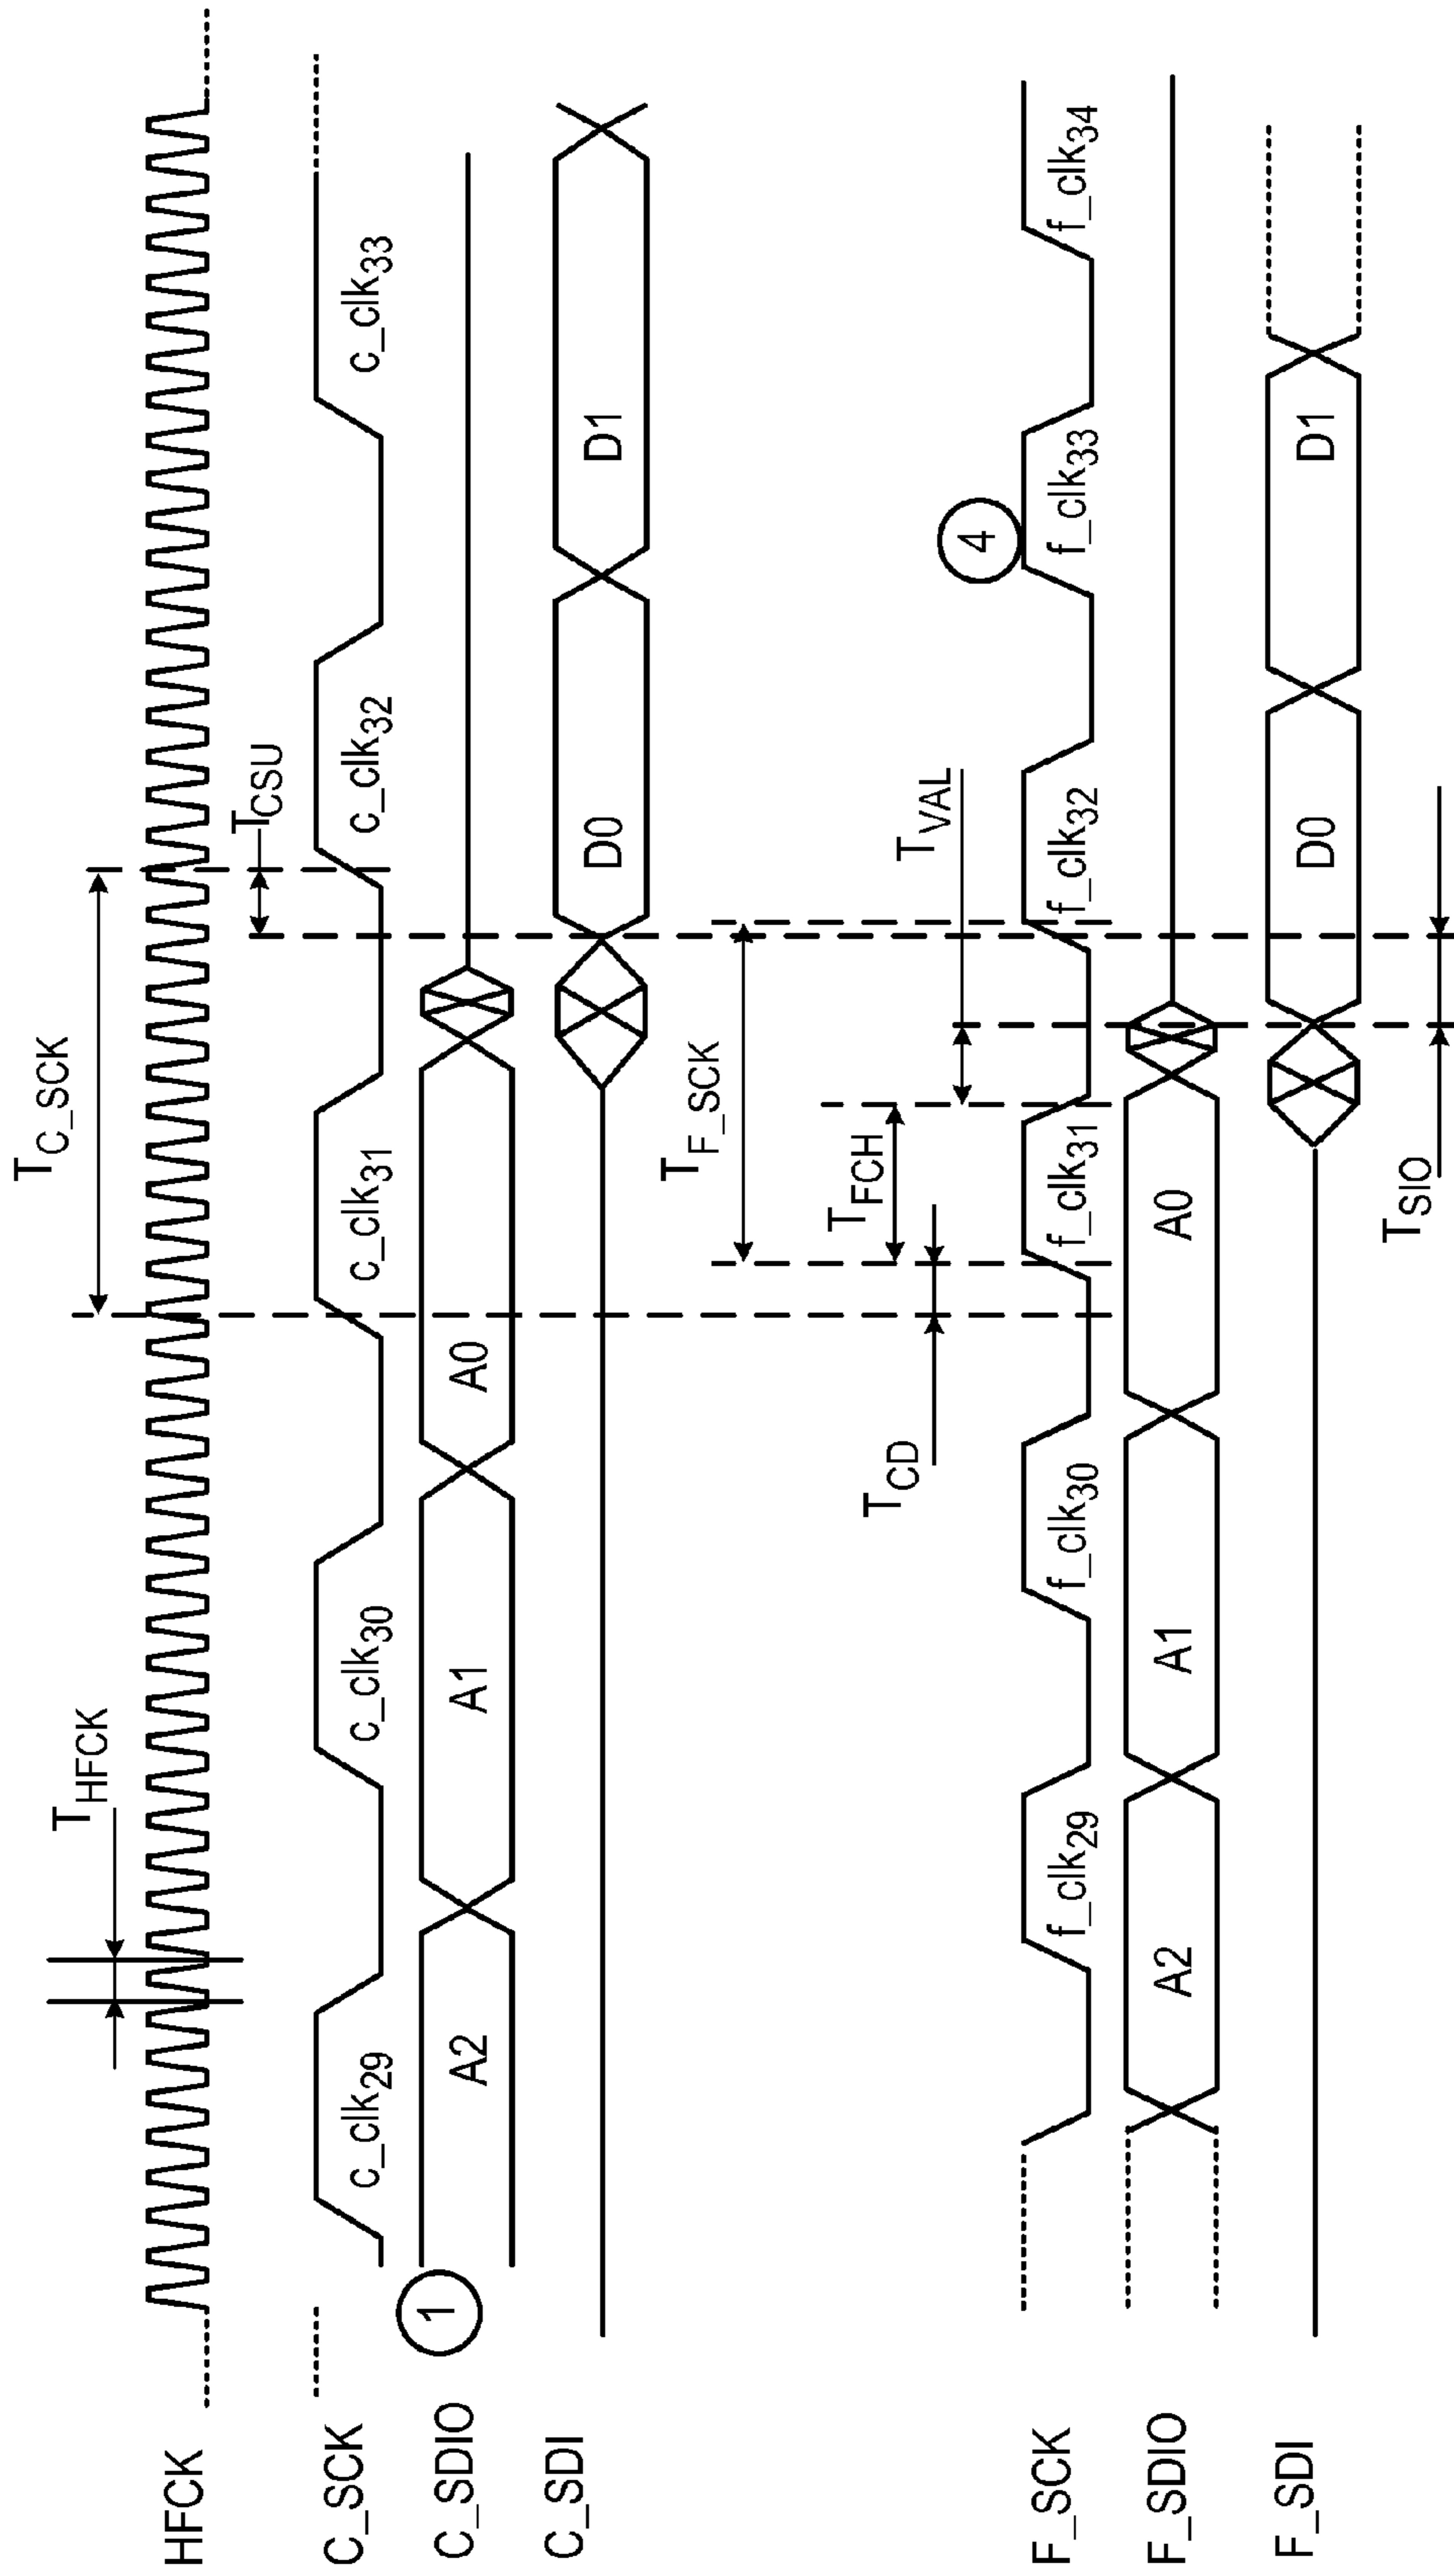 T_HFCK
T_C_SCK
HFCK
T_CSU
C_SCK
c_clk29
c_clk30
c_clk31
c_clk32
c_clk33
1
C_SDIO
A2
A1
A0
C_SDI
D0
D1
T_F_SCK
T_FCH
T_CD
T_VAL
4
F_SCK
f_clk29
f_clk30
f_clk31
f_clk32
f_clk33
f_clk34
F_SDIO
A2
A1
A0
F_SDI
D0
D1
T_SIO